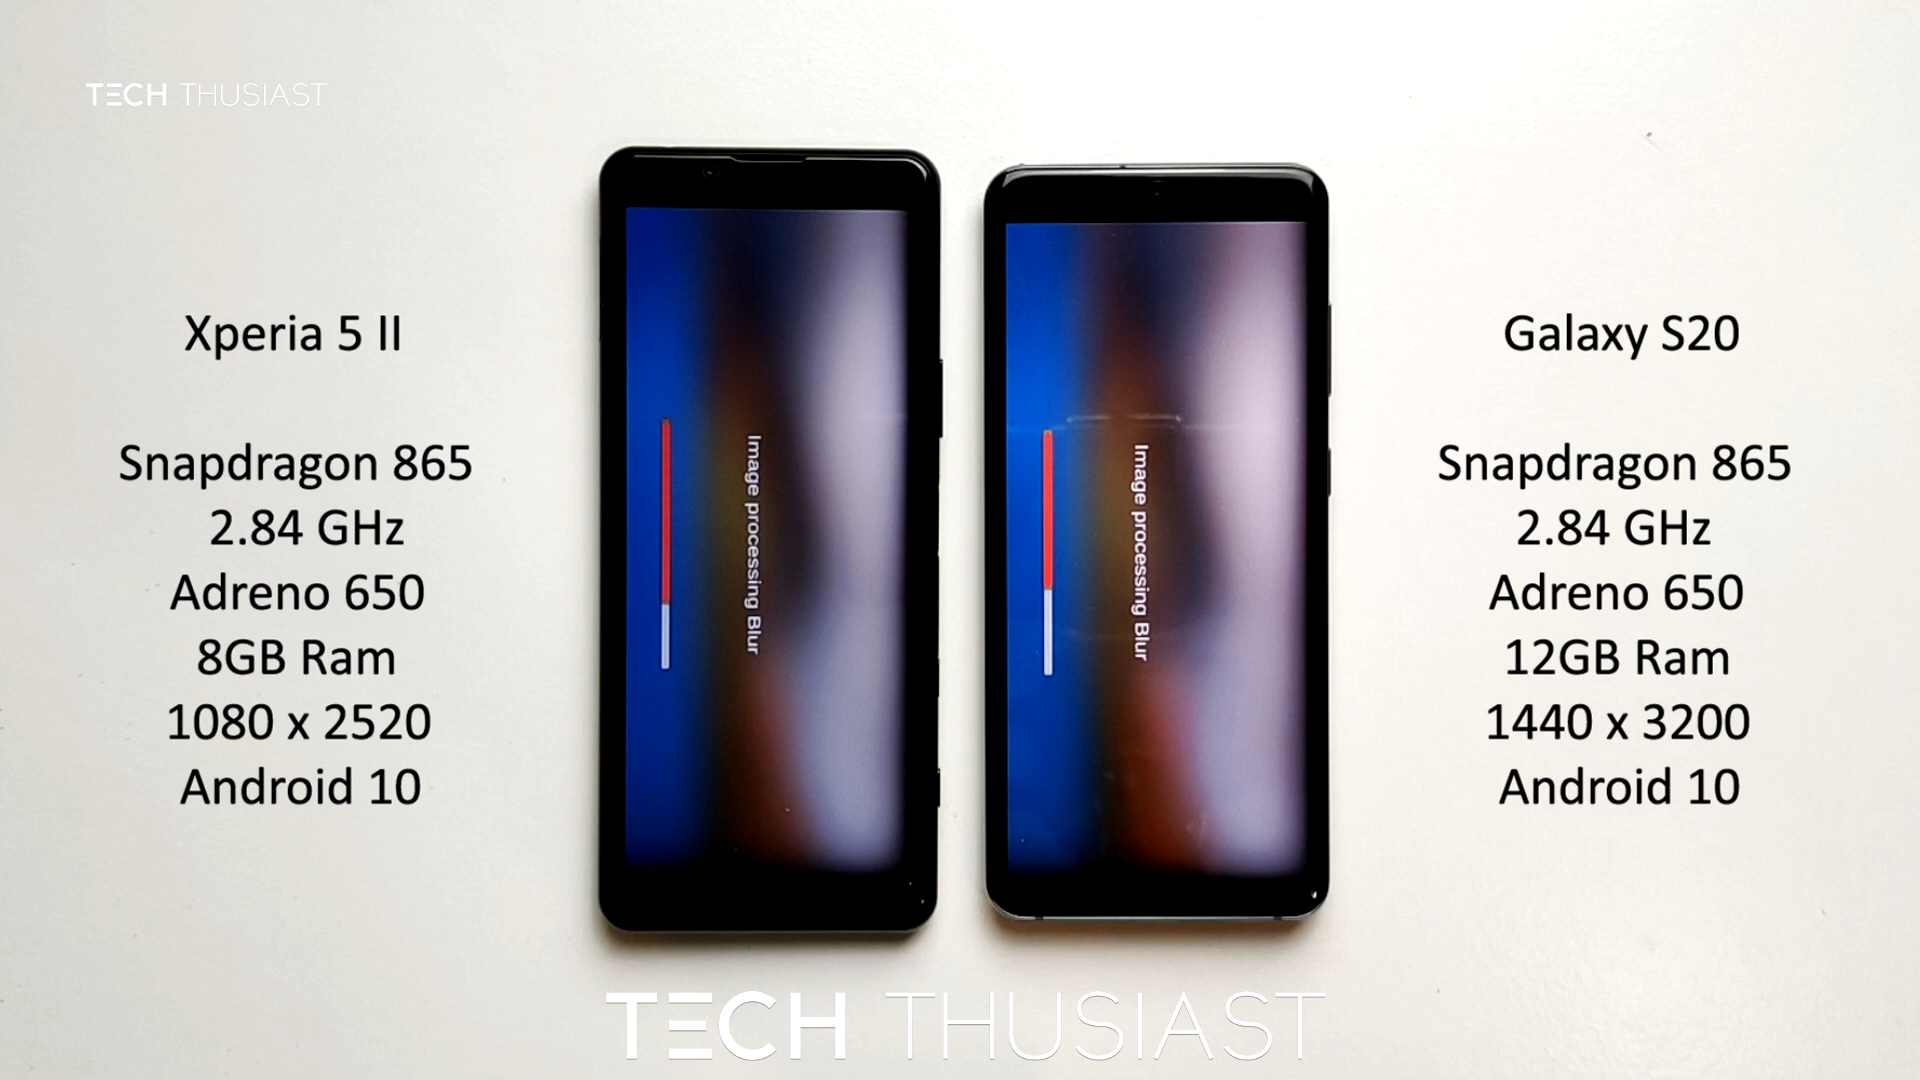 TECH THUSIAST
Xperia 5 II
Snapdragon 865
2.84 GHz
Adreno 650
8GB Ram
1080 x 2520
Android 10
Image processing Blur
Image processing Blur
Galaxy S20
Snapdragon 865
2.84 GHz
Adreno 650
12GB Ram
1440 x 3200
Android 10
TECH THUSIAST